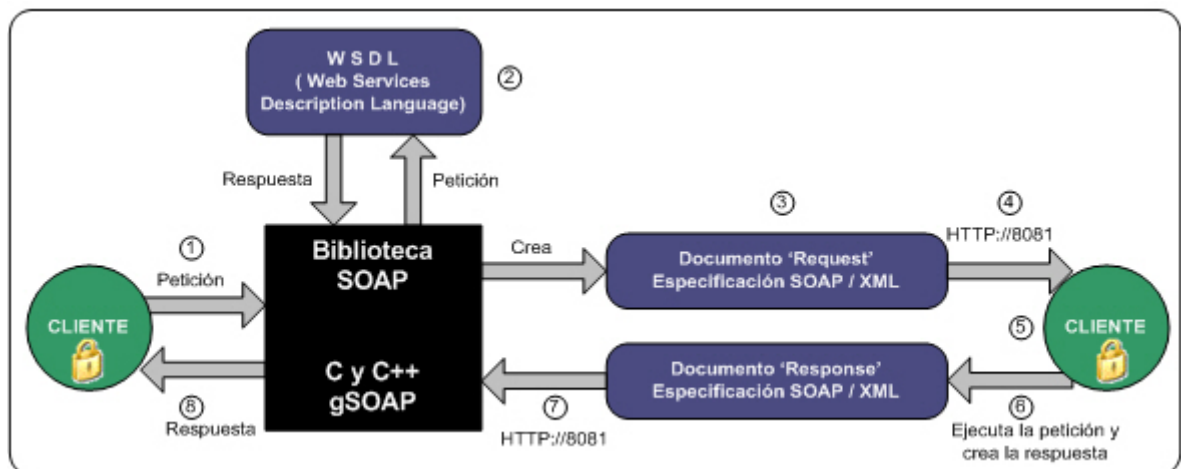 W S D L
( Web Services
Description Language)
②
Respuesta
Petición
①
Petición
Biblioteca
SOAP
Crea
③
Documento ‘Request’
Especificación SOAP / XML
④
HTTP://8081
CLIENTE
⑤
CLIENTE
C y C++
gSOAP
Documento ‘Response’
Especificación SOAP / XML
⑧
Respuesta
⑦
HTTP://8081
⑥
Ejecuta la petición y
crea la respuesta